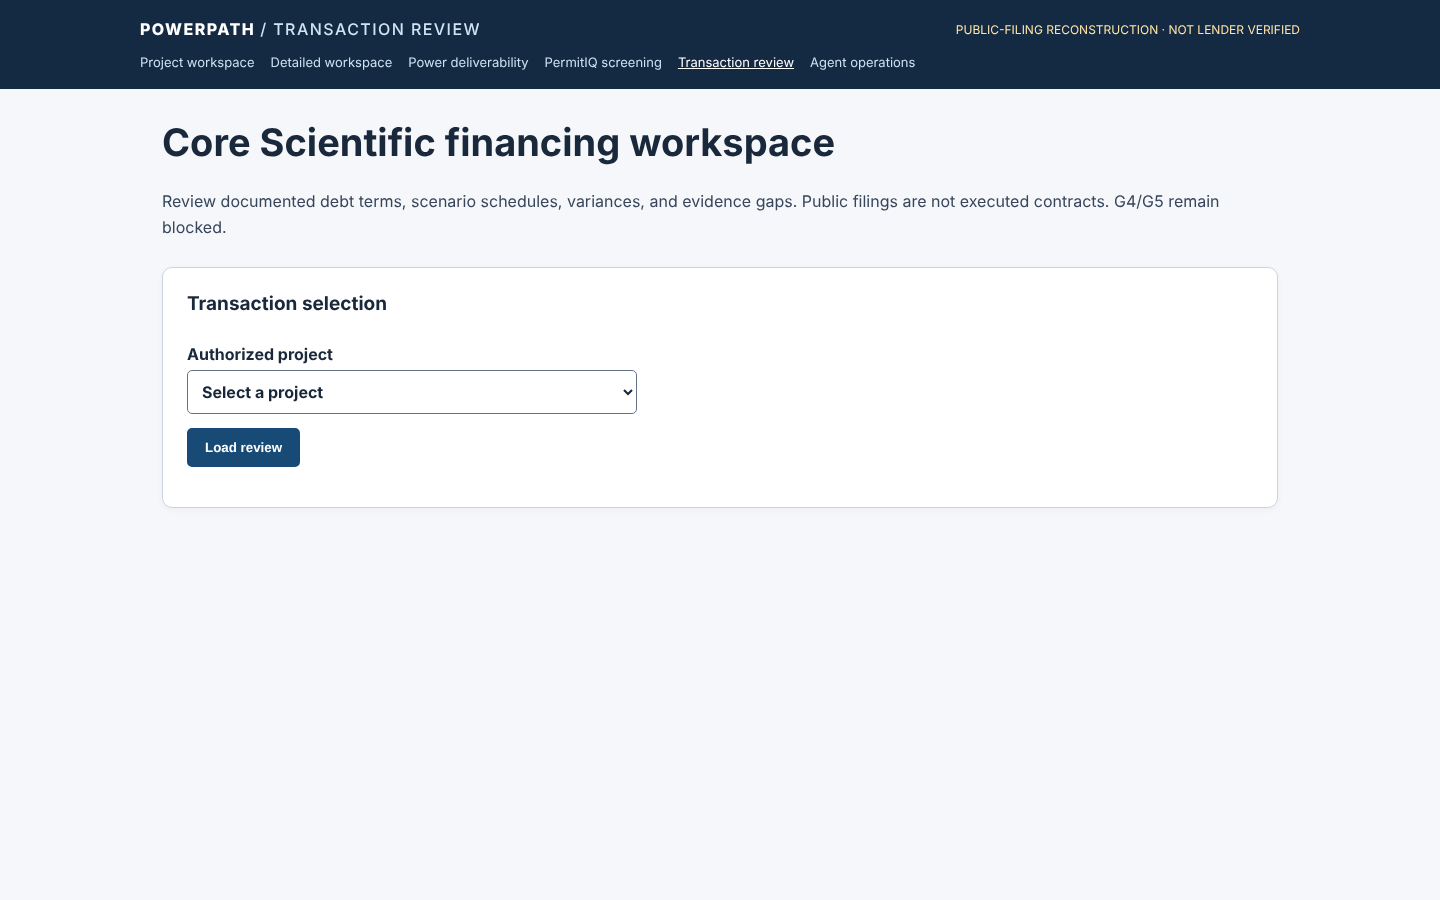 POWERPATH / TRANSACTION REVIEW
PUBLIC-FILING RECONSTRUCTION · NOT LENDER VERIFIED
Project workspace Detailed workspace Power deliverability PermitIQ screening Transaction review Agent operations
Core Scientific financing workspace
Review documented debt terms, scenario schedules, variances, and evidence gaps. Public filings are not executed contracts. G4/G5 remain
blocked.
Transaction selection
Authorized project
Select a project
Load review